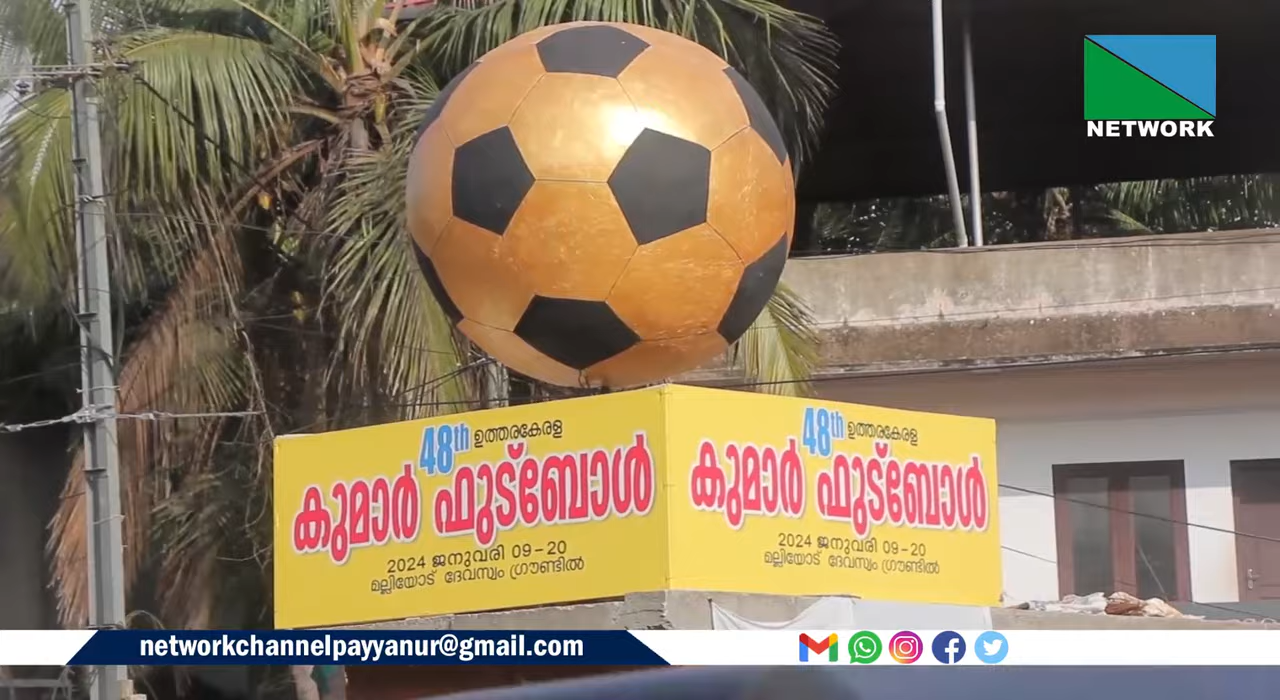 NETWORK
48th ഉത്തരകേരള
കുമാർ ഫുട്ബോൾ
2024 ജനുവരി 09-20
മല്ലിയോട് ദേവസ്വം ഗ്രൗണ്ടിൽ
48th ഉത്തരകേരള
കുമാർ ഫുട്ബോൾ
2024 ജനുവരി 09-20
മല്ലിയോട് ദേവസ്വം ഗ്രൗണ്ടിൽ
networkchannelpayyanur@gmail.com